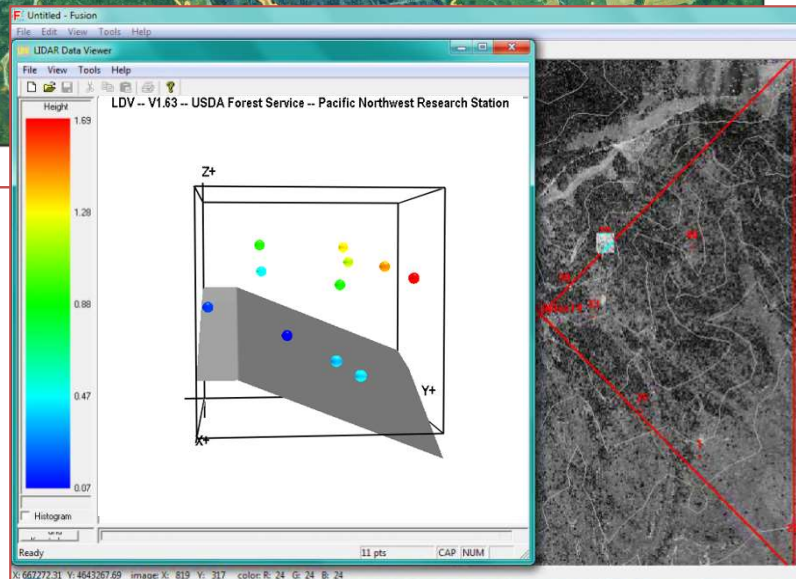 Untitled - Fusion
File Edit View Tools Help
LIDAR Data Viewer
File View Tools Help
Height
LDV -- V1.63 -- USDA Forest Service -- Pacific Northwest Research Station
1.69
1.28
0.88
0.47
0.07
Z+
Y+
X+
Histogram
Ready
11 pts
CAP NUM
X: 667272.31 Y: 4643267.69 image: X: 819 Y: 317 color: R: 24 G: 24 B: 24